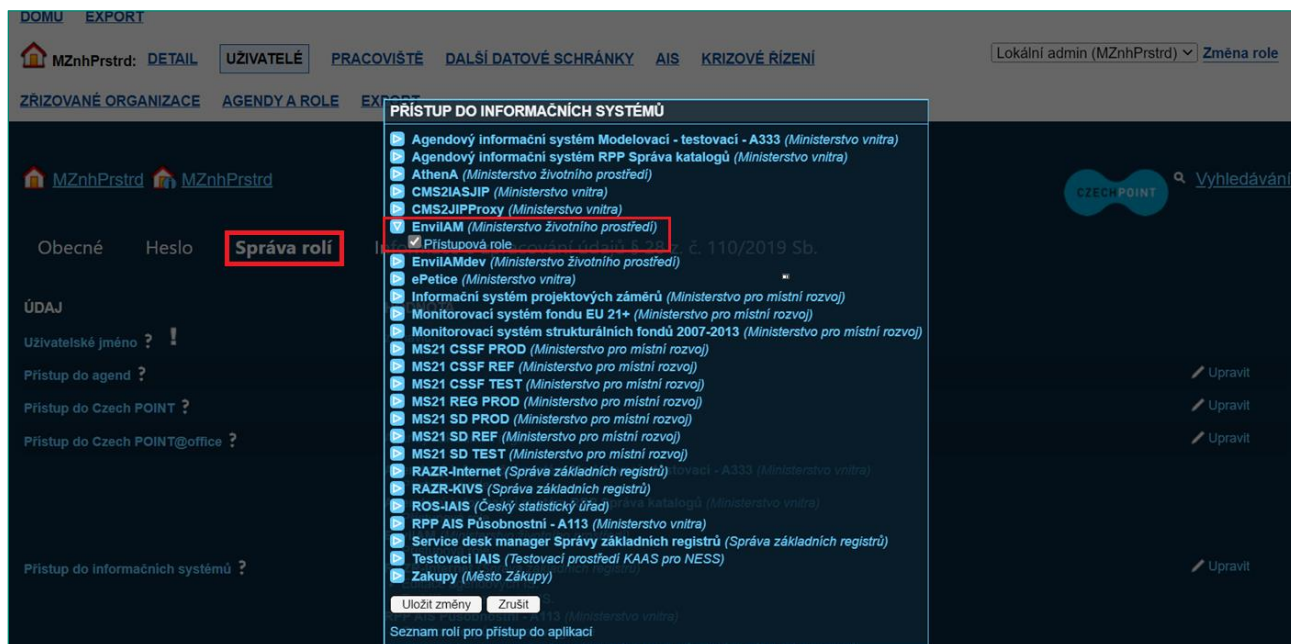 DOMŮ EXPORT
MZnhPrstrd: DETAIL UŽIVATELÉ PRACOVIŠTĚ DALŠÍ DATOVÉ SCHRÁNKY AIS KRIZOVÉ ŘÍZENÍ Lokální admin (MZnhPrstrd) Změna role
ZŘIZOVANÉ ORGANIZACE AGENDY A ROLE EXPORT
PŘÍSTUP DO INFORMAČNÍCH SYSTÉMŮ
Agendový informační systém Modelovací - testovací - A333 (Ministerstvo vnitra)
Agendový informační systém RPP Správa katalogů (Ministerstvo vnitra)
AthenA (Ministerstvo životního prostředí)
CMS2IASJIP (Ministerstvo vnitra)
CMS2JIPProxy (Ministerstvo vnitra)
EnviIAM (Ministerstvo životního prostředí)
Přístupová role
EnviIAMdev (Ministerstvo životního prostředí)
ePetice (Ministerstvo vnitra)
Informační systém projektových záměrů (Ministerstvo pro místní rozvoj)
Monitorovací systém fondu EU 21+ (Ministerstvo pro místní rozvoj)
Monitorovací systém strukturálních fondů 2007-2013 (Ministerstvo pro místní rozvoj)
MS21 CSSF PROD (Ministerstvo pro místní rozvoj)
MS21 CSSF REF (Ministerstvo pro místní rozvoj)
MS21 CSSF TEST (Ministerstvo pro místní rozvoj)
MS21 REG PROD (Ministerstvo pro místní rozvoj)
MS21 SD PROD (Ministerstvo pro místní rozvoj)
MS21 SD REF (Ministerstvo pro místní rozvoj)
MS21 SD TEST (Ministerstvo pro místní rozvoj)
RAZR-Internet (Správa základních registrů)
RAZR-KIVS (Správa základních registrů)
ROS-IAIS (Český statistický úřad)
RPP AIS Působnostní - A113 (Ministerstvo vnitra)
Service desk manager Správy základních registrů (Správa základních registrů)
Testovací IAIS (Testovací prostředí KAAS pro NESS)
Zakupy (Město Zákupy)
Uložit změny Zrušit
Seznam rolí pro přístup do aplikací
MZnhPrstrd MZnhPrstrd
CZECH POINT Vyhledávání
Obecné Heslo Správa rolí zpracování údajů § 28 z. č. 110/2019 Sb.
ÚDAJ
Uživatelské jméno ? !
Přístup do agend ? Upravit
Přístup do Czech POINT ? Upravit
Přístup do Czech POINT@office ? Upravit
Přístup do informačních systémů ? Upravit